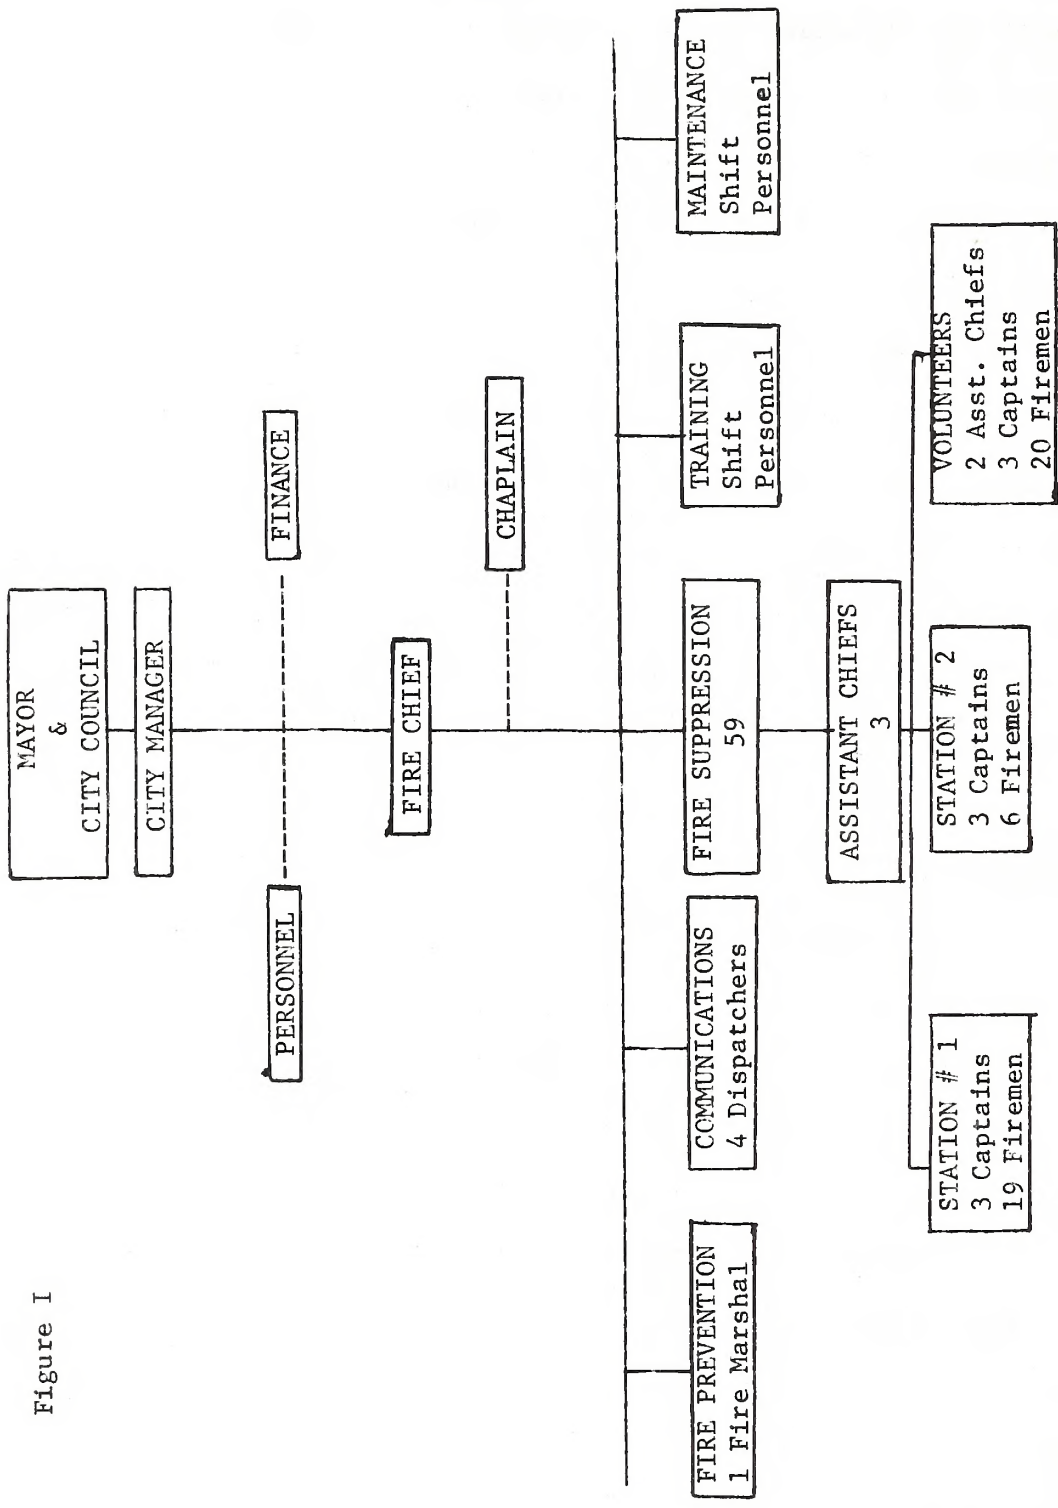 Figure I
MAYOR
&
CITY COUNCIL
CITY MANAGER
PERSONNEL
FINANCE
FIRE CHIEF
CHAPLAIN
FIRE PREVENTION
1 Fire Marshal
COMMUNICATIONS
4 Dispatchers
FIRE SUPPRESSION
59
TRAINING
Shift
Personnel
MAINTENANCE
Shift
Personnel
ASSISTANT CHIEFS
3
STATION # 1
3 Captains
19 Firemen
STATION # 2
3 Captains
6 Firemen
VOLUNTEERS
2 Asst. Chiefs
3 Captains
20 Firemen